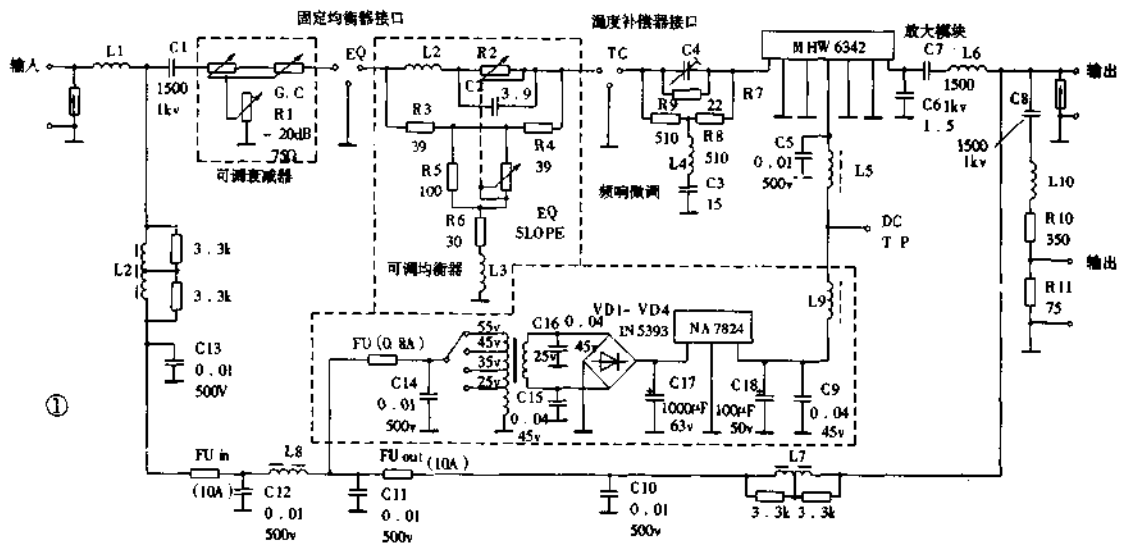 固定均衡器接口
温度补偿器接口
放大模块
输入
L1
C1
1500
1kv
G.C
R1
-20dB
75Ω
可调衰减器
EQ
L2
R2
C2
3.9
R3
39
R4
39
R5
100
R6
30
EQ
SLOPE
可调均衡器
L3
TC
C4
R9
510
22
R7
R8
510
L4
C3
15
频响微调
MHW 6342
C7
L6
1500
1kv
C6
1.5
C5
0.01
500v
L5
DC
T P
L9
输出
C8
1500
1kv
L10
R10
350
输出
R11
75
L2
3.3k
3.3k
C13
0.01
500V
①
FU (0.8A)
C14
0.01
500v
55v
45v
35v
25v
C16
0.04
45v
25v
C15
0.04
45v
VD1-VD4
IN 5393
NA 7824
C17
1000μF
63v
C18
100μF
50v
C9
0.04
45v
FU in
(10A)
L8
C12
0.01
500v
FU out
(10A)
C11
0.01
500v
C10
0.01
500v
L7
3.3k
3.3k